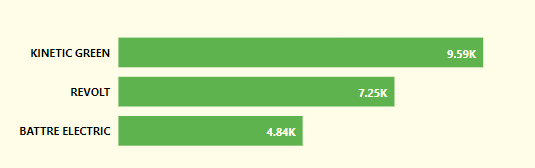 KINETIC GREEN 9.59K
REVOLT 7.25K
BATTRE ELECTRIC 4.84K